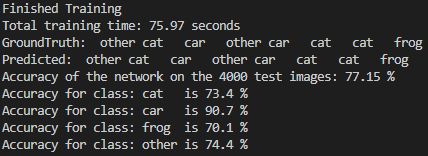 Finished Training
Total training time: 75.97 seconds
GroundTruth:  other cat   car   other car   cat   cat   frog
Predicted:  other cat   car   other car   cat   cat   frog
Accuracy of the network on the 4000 test images: 77.15 %
Accuracy for class: cat   is 73.4 %
Accuracy for class: car   is 90.7 %
Accuracy for class: frog  is 70.1 %
Accuracy for class: other is 74.4 %